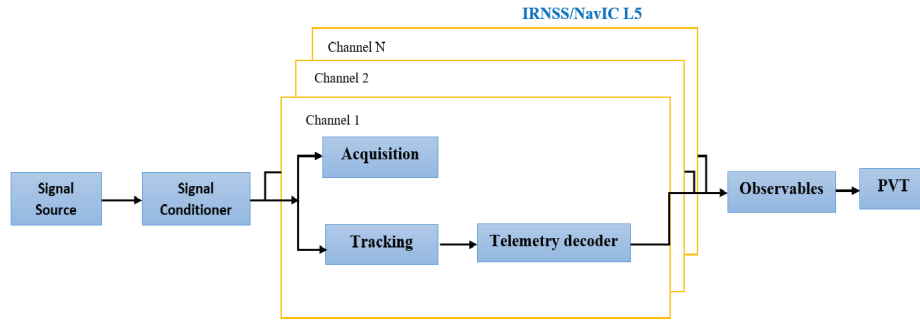 IRNSS/NavIC L5
Channel N
Channel 2
Channel 1
Acquisition
Signal
Source
Signal
Conditioner
Tracking
Telemetry decoder
Observables
PVT